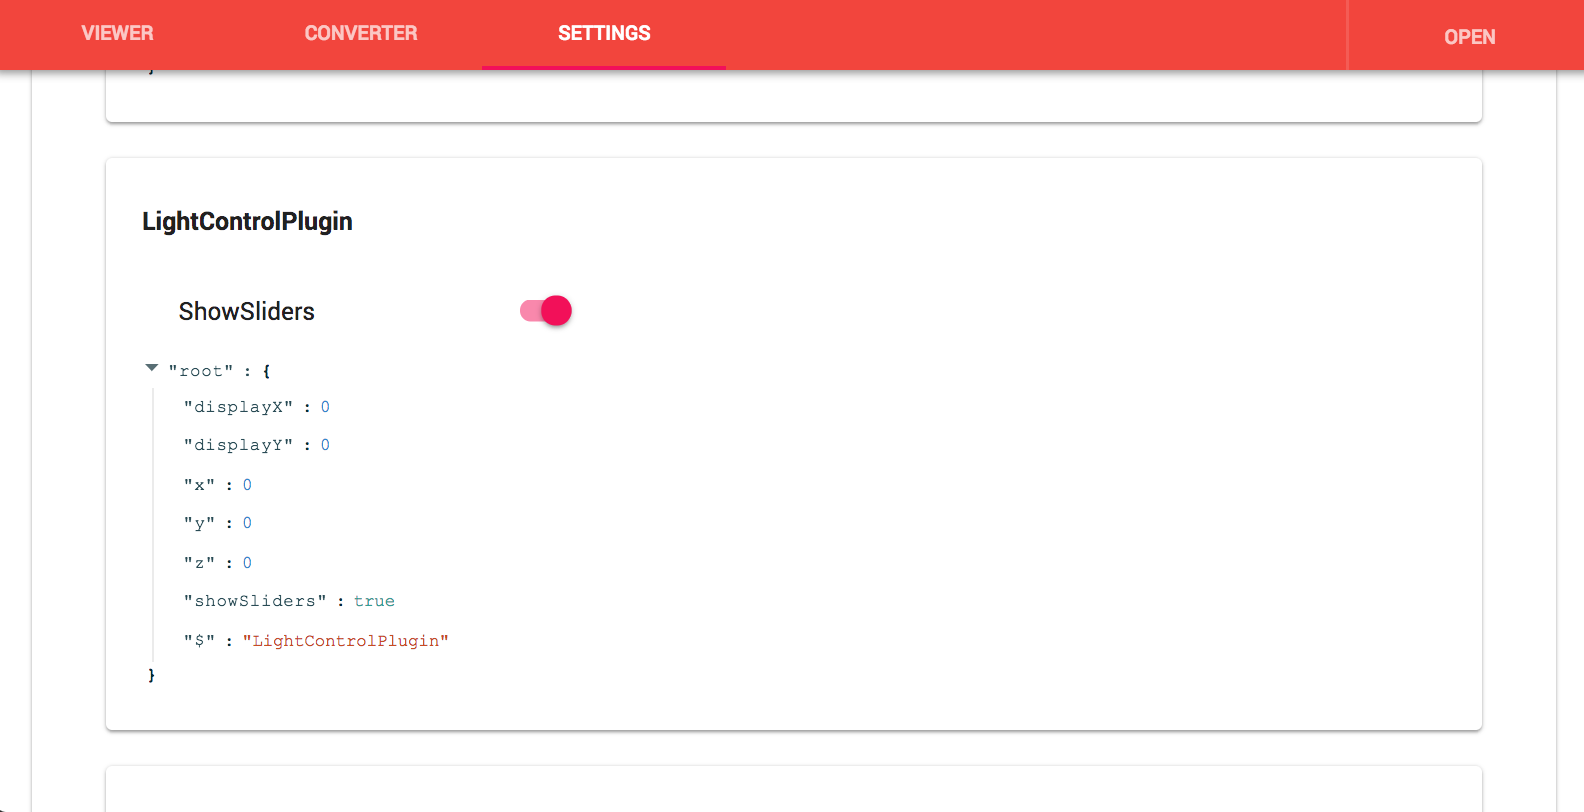 VIEWER CONVERTER SETTINGS OPEN
}
LightControlPlugin
ShowSliders
"root" : {
"displayX" : 0
"displayY" : 0
"x" : 0
"y" : 0
"z" : 0
"showSliders" : true
"$" : "LightControlPlugin"
}